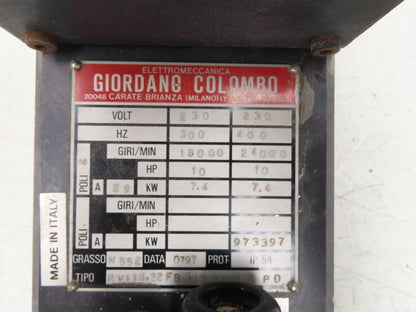 ELETTROMECCANICA
GIORDANO COLOMBO
20048 CARATE BRIANZA (MILANO)
VOLT 230 230
HZ 300 400
GIRI/MIN 18000 24000
POLI 2 HP 10 10
A 29 KW 7.4 7.4
GIRI/MIN
POLI HP
A KW 973397
GRASSO N 852 DATA 0797 PROT. IP 54
TIPO
MADE IN ITALY